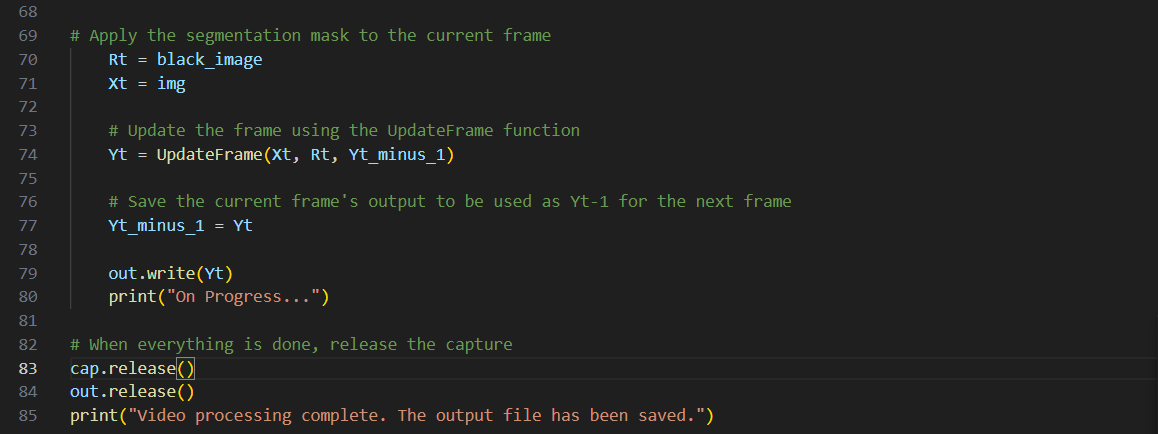 68
69 # Apply the segmentation mask to the current frame
70 Rt = black_image
71 Xt = img
72
73 # Update the frame using the UpdateFrame function
74 Yt = UpdateFrame(Xt, Rt, Yt_minus_1)
75
76 # Save the current frame's output to be used as Yt-1 for the next frame
77 Yt_minus_1 = Yt
78
79 out.write(Yt)
80 print("On Progress...")
81
82 # When everything is done, release the capture
83 cap.release()
84 out.release()
85 print("Video processing complete. The output file has been saved.")